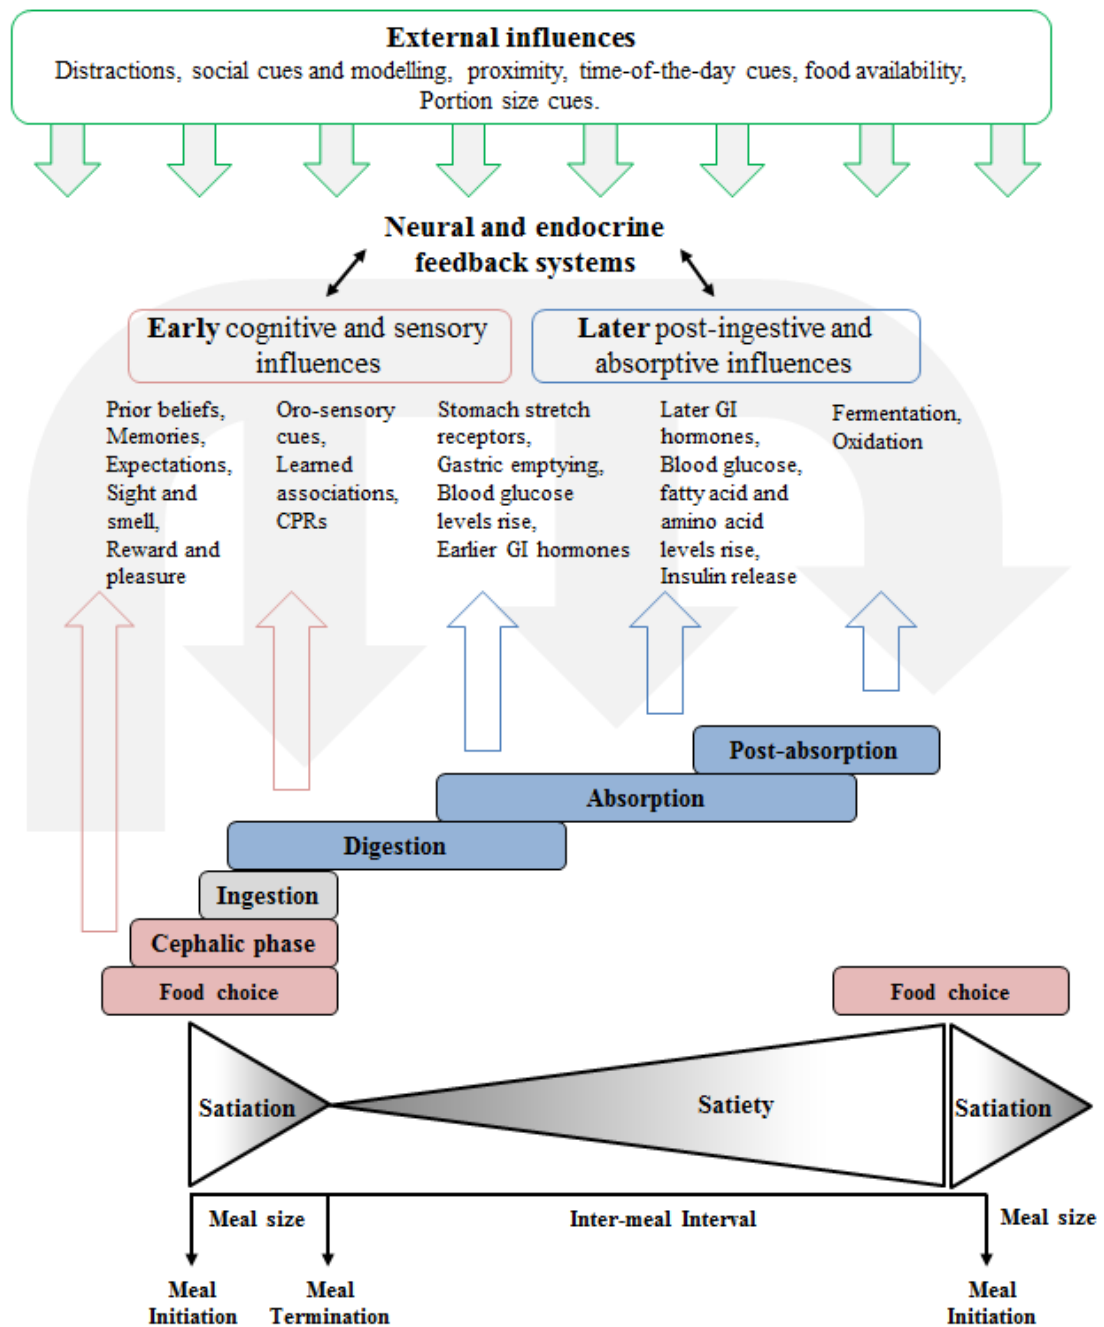 External influences
Distractions, social cues and modelling, proximity, time-of-the-day cues, food availability,
Portion size cues.
Neural and endocrine
feedback systems
Early cognitive and sensory
influences
Later post-ingestive and
absorptive influences
Prior beliefs,
Memories,
Expectations,
Sight and
smell,
Reward and
pleasure
Oro-sensory
cues,
Learned
associations,
CPRs
Stomach stretch
receptors,
Gastric emptying,
Blood glucose
levels rise,
Earlier GI hormones
Later GI
hormones,
Blood glucose,
fatty acid and
amino acid
levels rise,
Insulin release
Fermentation,
Oxidation
Post-absorption
Absorption
Digestion
Ingestion
Cephalic phase
Food choice
Food choice
Satiation
Satiety
Satiation
Meal size
Inter-meal Interval
Meal size
Meal
Initiation
Meal
Termination
Meal
Initiation